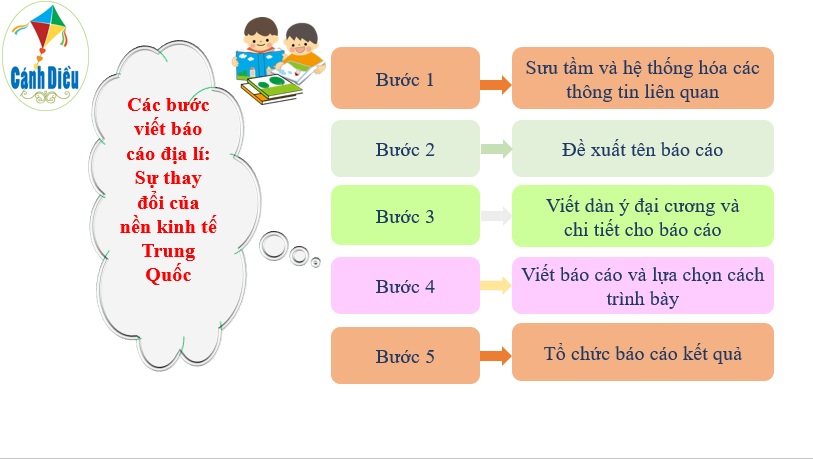 Cánh Diều
Các bước
viết báo
cáo địa lí:
Sự thay
đổi của
nền kinh tế
Trung
Quốc
Bước 1
Sưu tầm và hệ thống hóa các
thông tin liên quan
Bước 2
Đề xuất tên báo cáo
Bước 3
Viết dàn ý đại cương và
chi tiết cho báo cáo
Bước 4
Viết báo cáo và lựa chọn cách
trình bày
Bước 5
Tổ chức báo cáo kết quả